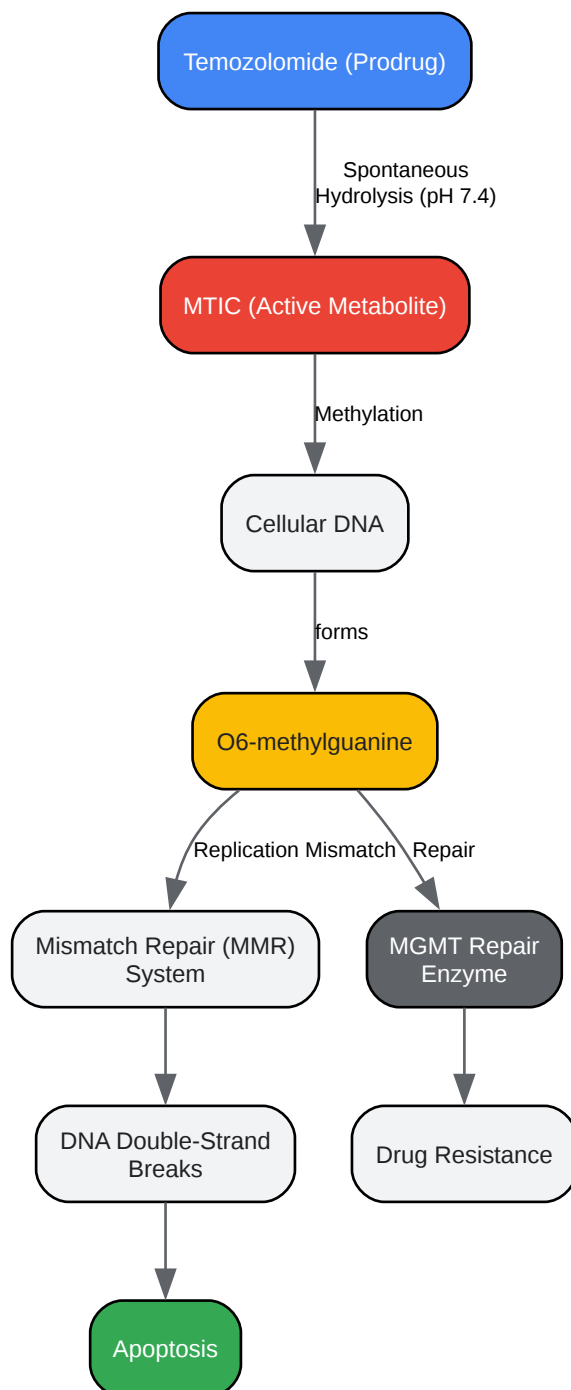 Temozolomide (Prodrug)
Spontaneous
Hydrolysis (pH 7.4)
MTIC (Active Metabolite)
Methylation
Cellular DNA
forms
O6-methylguanine
Replication Mismatch
Repair
Mismatch Repair (MMR)
System
MGMT Repair
Enzyme
DNA Double-Strand
Breaks
Drug Resistance
Apoptosis